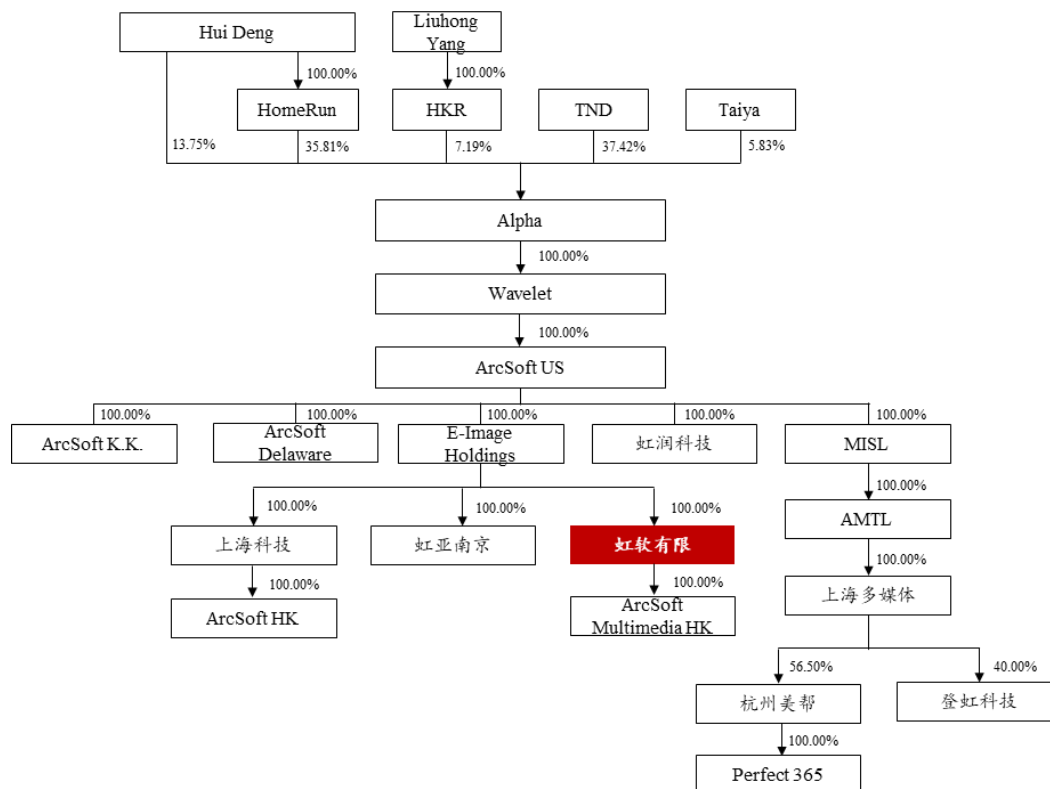 Hui Deng
Liuhong
Yang
100.00%
100.00%
HomeRun
HKR
TND
Taiya
13.75%
35.81%
7.19%
37.42%
5.83%
Alpha
100.00%
Wavelet
100.00%
ArcSoft US
100.00%
100.00%
100.00%
100.00%
100.00%
ArcSoft K.K.
ArcSoft
Delaware
E-Image
Holdings
虹润科技
MISL
100.00%
100.00%
100.00%
100.00%
AMTL
上海科技
虹亚南京
虹软有限
100.00%
100.00%
100.00%
上海多媒体
ArcSoft HK
ArcSoft
Multimedia HK
56.50%
40.00%
杭州美帮
登虹科技
100.00%
Perfect 365